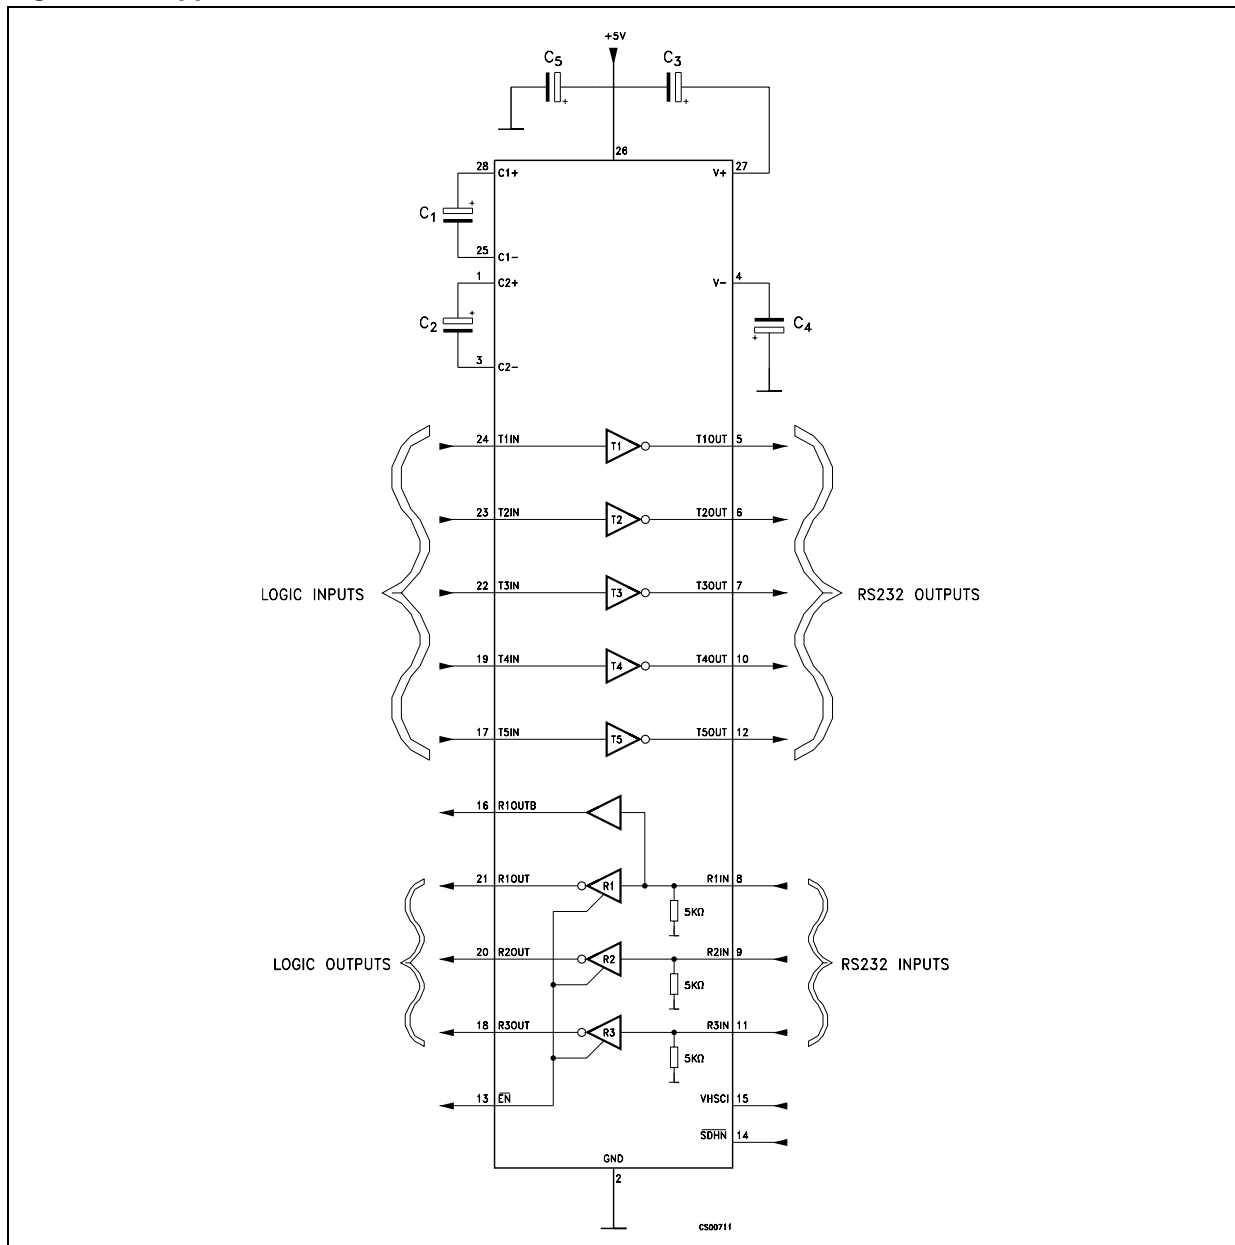 +5V
C5 C3
26
28 C1+ V+ 27
C1 +
25 C1-
1 C2+ V- 4
C2 + C4
3 C2-
24 T1IN T1 T1OUT 5
23 T2IN T2 T2OUT 6
LOGIC INPUTS 22 T3IN T3 T3OUT 7 RS232 OUTPUTS
19 T4IN T4 T4OUT 10
17 T5IN T5 T5OUT 12
16 R1OUTB
21 R1OUT R1 R1IN 8
5KΩ
20 R2OUT R2 R2IN 9
LOGIC OUTPUTS RS232 INPUTS
5KΩ
18 R3OUT R3 R3IN 11
5KΩ
13 EN VHSCI 15
SDHN 14
GND
2
CS00711